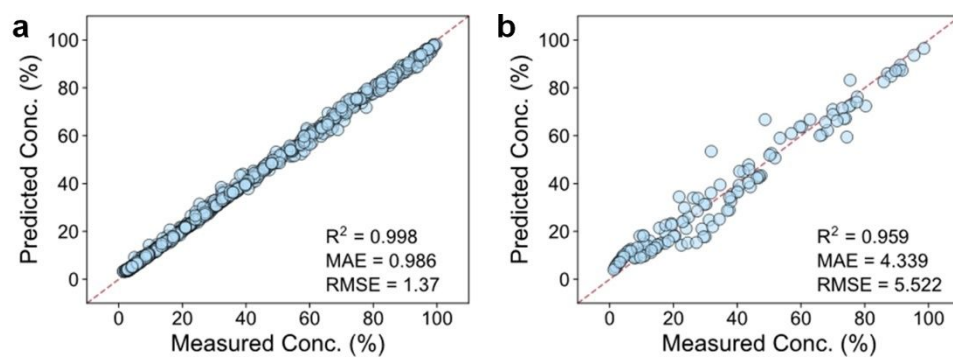 a
Predicted Conc. (%)
100
80
60
40
20
0
R² = 0.998
MAE = 0.986
RMSE = 1.37
0 20 40 60 80 100
Measured Conc. (%)
b
Predicted Conc. (%)
100
80
60
40
20
0
R² = 0.959
MAE = 4.339
RMSE = 5.522
0 20 40 60 80 100
Measured Conc. (%)